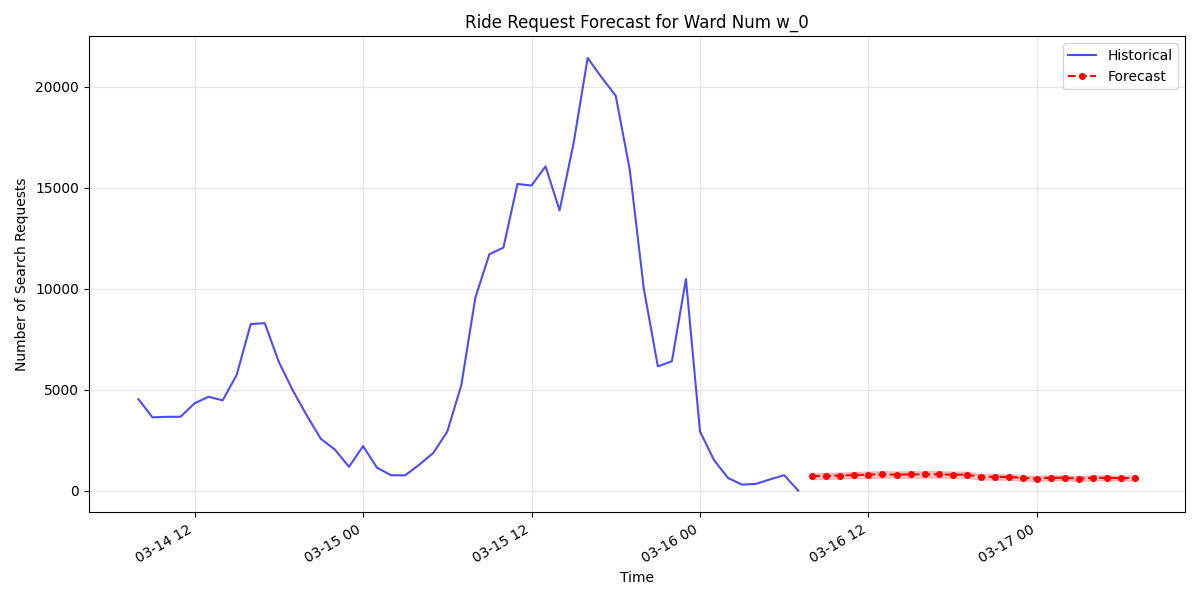 Ride Request Forecast for Ward Num w_0
Historical
Forecast
Number of Search Requests
20000
15000
10000
5000
0
03-14 12
03-15 00
03-15 12
03-16 00
03-16 12
03-17 00
Time